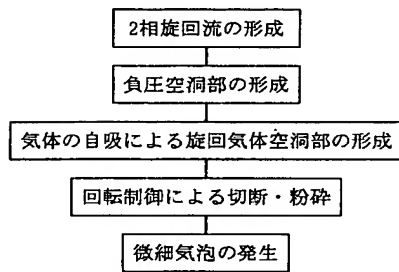 2相旋回流の形成
負圧空洞部の形成
気体の自吸による旋回気体空洞部の形成
回転制御による切断・粉砕
微細気泡の発生